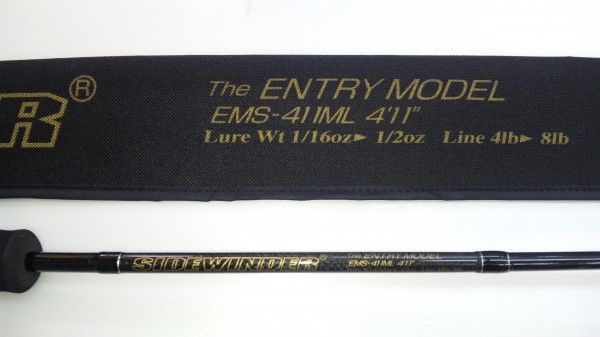 R®
The ENTRY MODEL
EMS-411ML 4'11"
Lure Wt 1/16oz▶ 1/2oz Line 4lb▶ 8lb
SIDEWINDER® The ENTRY MODEL
EMS-411ML 4'11"